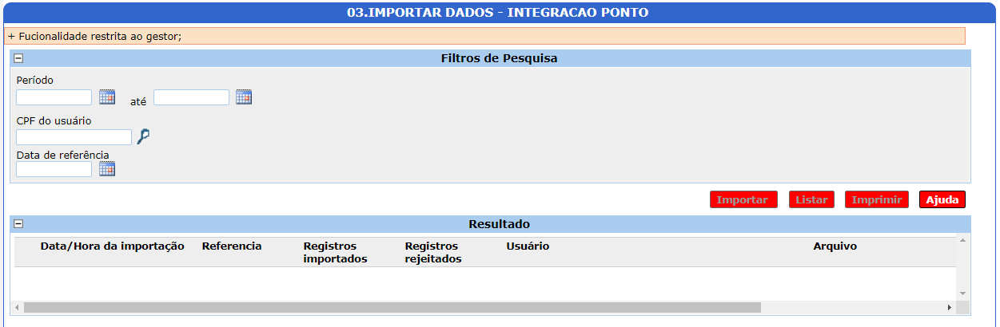 03.IMPORTAR DADOS - INTEGRACAO PONTO
+ Fucionalidade restrita ao gestor;
Filtros de Pesquisa
Período
até
CPF do usuário
Data de referência
Importar Listar Imprimir Ajuda
Resultado
Data/Hora da importação Referencia Registros importados Registros rejeitados Usuário Arquivo